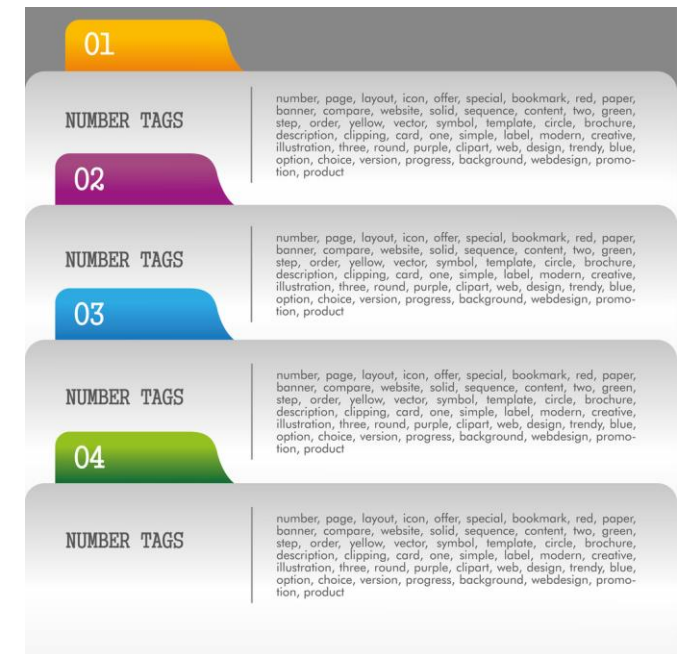 01
NUMBER TAGS
number, page, layout, icon, offer, special, bookmark, red, paper,
banner, compare, website, solid, sequence, content, two, green,
step, order, yellow, vector, symbol, template, circle, brochure,
description, clipping, card, one, simple, label, modern, creative,
illustration, three, round, purple, clipart, web, design, trendy, blue,
option, choice, version, progress, background, webdesign, promo-
tion, product
02
NUMBER TAGS
number, page, layout, icon, offer, special, bookmark, red, paper,
banner, compare, website, solid, sequence, content, two, green,
step, order, yellow, vector, symbol, template, circle, brochure,
description, clipping, card, one, simple, label, modern, creative,
illustration, three, round, purple, clipart, web, design, trendy, blue,
option, choice, version, progress, background, webdesign, promo-
tion, product
03
NUMBER TAGS
number, page, layout, icon, offer, special, bookmark, red, paper,
banner, compare, website, solid, sequence, content, two, green,
step, order, yellow, vector, symbol, template, circle, brochure,
description, clipping, card, one, simple, label, modern, creative,
illustration, three, round, purple, clipart, web, design, trendy, blue,
option, choice, version, progress, background, webdesign, promo-
tion, product
04
NUMBER TAGS
number, page, layout, icon, offer, special, bookmark, red, paper,
banner, compare, website, solid, sequence, content, two, green,
step, order, yellow, vector, symbol, template, circle, brochure,
description, clipping, card, one, simple, label, modern, creative,
illustration, three, round, purple, clipart, web, design, trendy, blue,
option, choice, version, progress, background, webdesign, promo-
tion, product